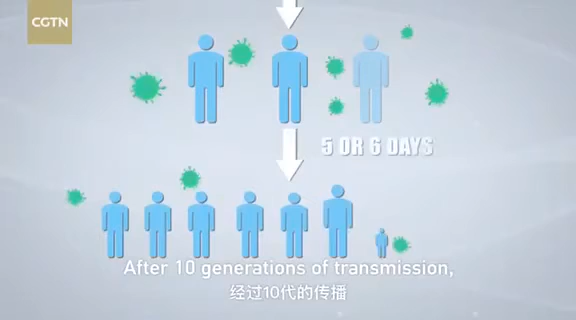 CGTN
5 OR 6 DAYS
After 10 generations of transmission,
经过10代的传播